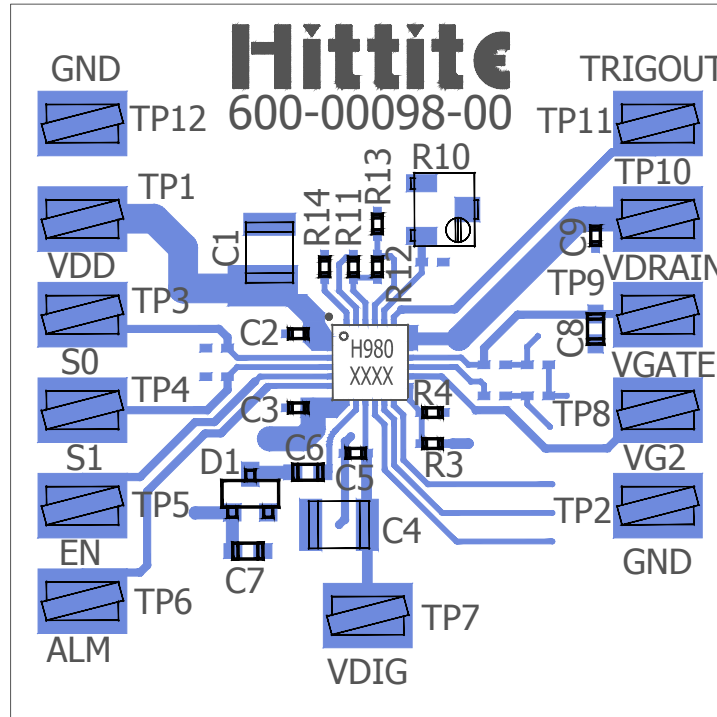 Hittite
600-00098-00
GND
TP12
TRIGOUT
TP11
TP1
VDD
C1
R14
R11
R13
R12
R10
TP10
C9
VDRAIN
TP3
S0
C2
H980
XXXX
TP9
C8
VGATE
TP4
S1
C3
R4
R3
TP8
VG2
D1
C6
C5
C4
TP5
EN
C7
TP2
GND
TP6
ALM
TP7
VDIG